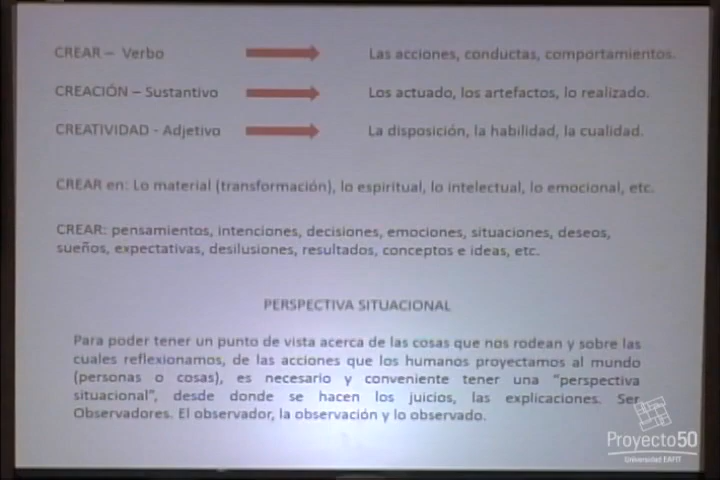 CREAR – Verbo Las acciones, conductas, comportamientos.
CREACIÓN – Sustantivo Los actuado, los artefactos, lo realizado.
CREATIVIDAD - Adjetivo La disposición, la habilidad, la cualidad.
CREAR en: Lo material (transformación), lo espiritual, lo intelectual, lo emocional, etc.
CREAR: pensamientos, intenciones, decisiones, emociones, situaciones, deseos,
sueños, expectativas, desilusiones, resultados, conceptos e ideas, etc.
PERSPECTIVA SITUACIONAL
Para poder tener un punto de vista acerca de las cosas que nos rodean y sobre las
cuales reflexionamos, de las acciones que los humanos proyectamos al mundo
(personas o cosas), es necesario y conveniente tener una "perspectiva
situacional", desde donde se hacen los juicios, las explicaciones. Ser
Observadores. El observador, la observación y lo observado.
Proyecto50
Universidad EAFIT